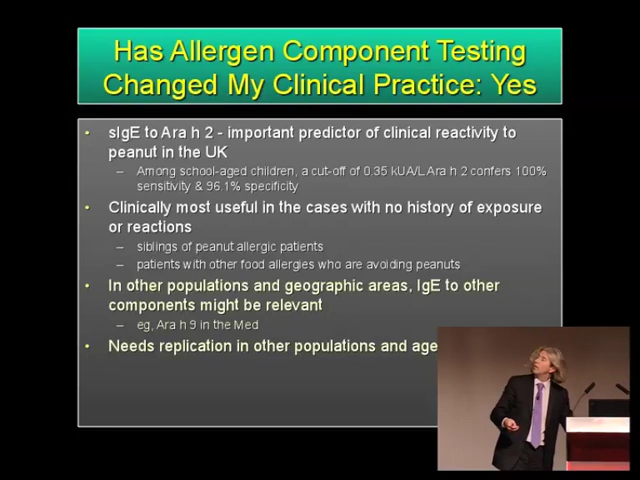 Has Allergen Component Testing
Changed My Clinical Practice: Yes
• sIgE to Ara h 2 - important predictor of clinical reactivity to
peanut in the UK
– Among school-aged children, a cut-off of 0.35 kUA/L Ara h 2 confers 100%
sensitivity & 96.1% specificity
• Clinically most useful in the cases with no history of exposure
or reactions
– siblings of peanut allergic patients
– patients with other food allergies who are avoiding peanuts
• In other populations and geographic areas, IgE to other
components might be relevant
– eg, Ara h 9 in the Med
• Needs replication in other populations and age